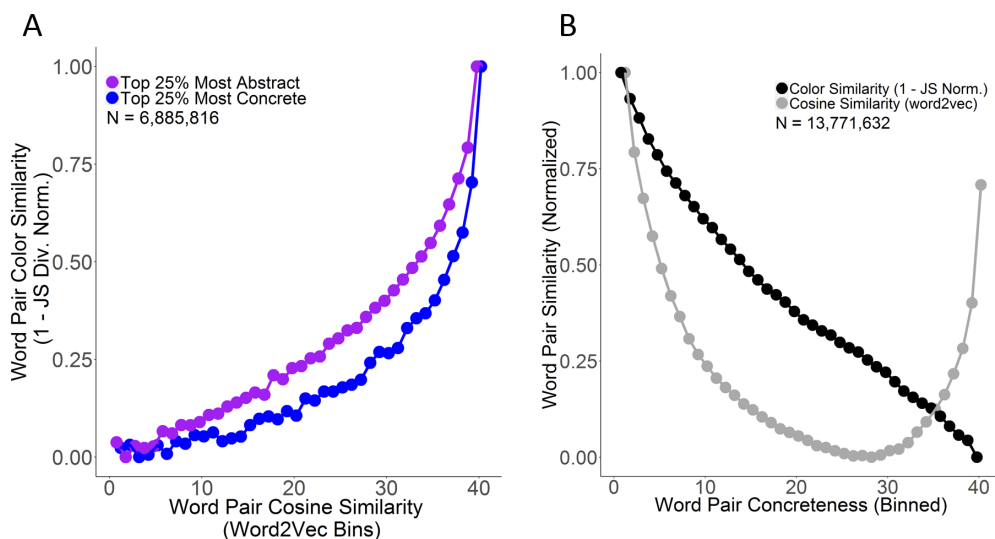 A
Word Pair Color Similarity
(1 - JS Div. Norm.)
1.00
0.75
0.50
0.25
0.00
Top 25% Most Abstract
Top 25% Most Concrete
N = 6,885,816
0 10 20 30 40
Word Pair Cosine Similarity
(Word2Vec Bins)
B
Word Pair Similarity (Normalized)
1.00
0.75
0.50
0.25
0.00
Color Similarity (1 - JS Norm.)
Cosine Similarity (word2vec)
N = 13,771,632
0 10 20 30 40
Word Pair Concreteness (Binned)